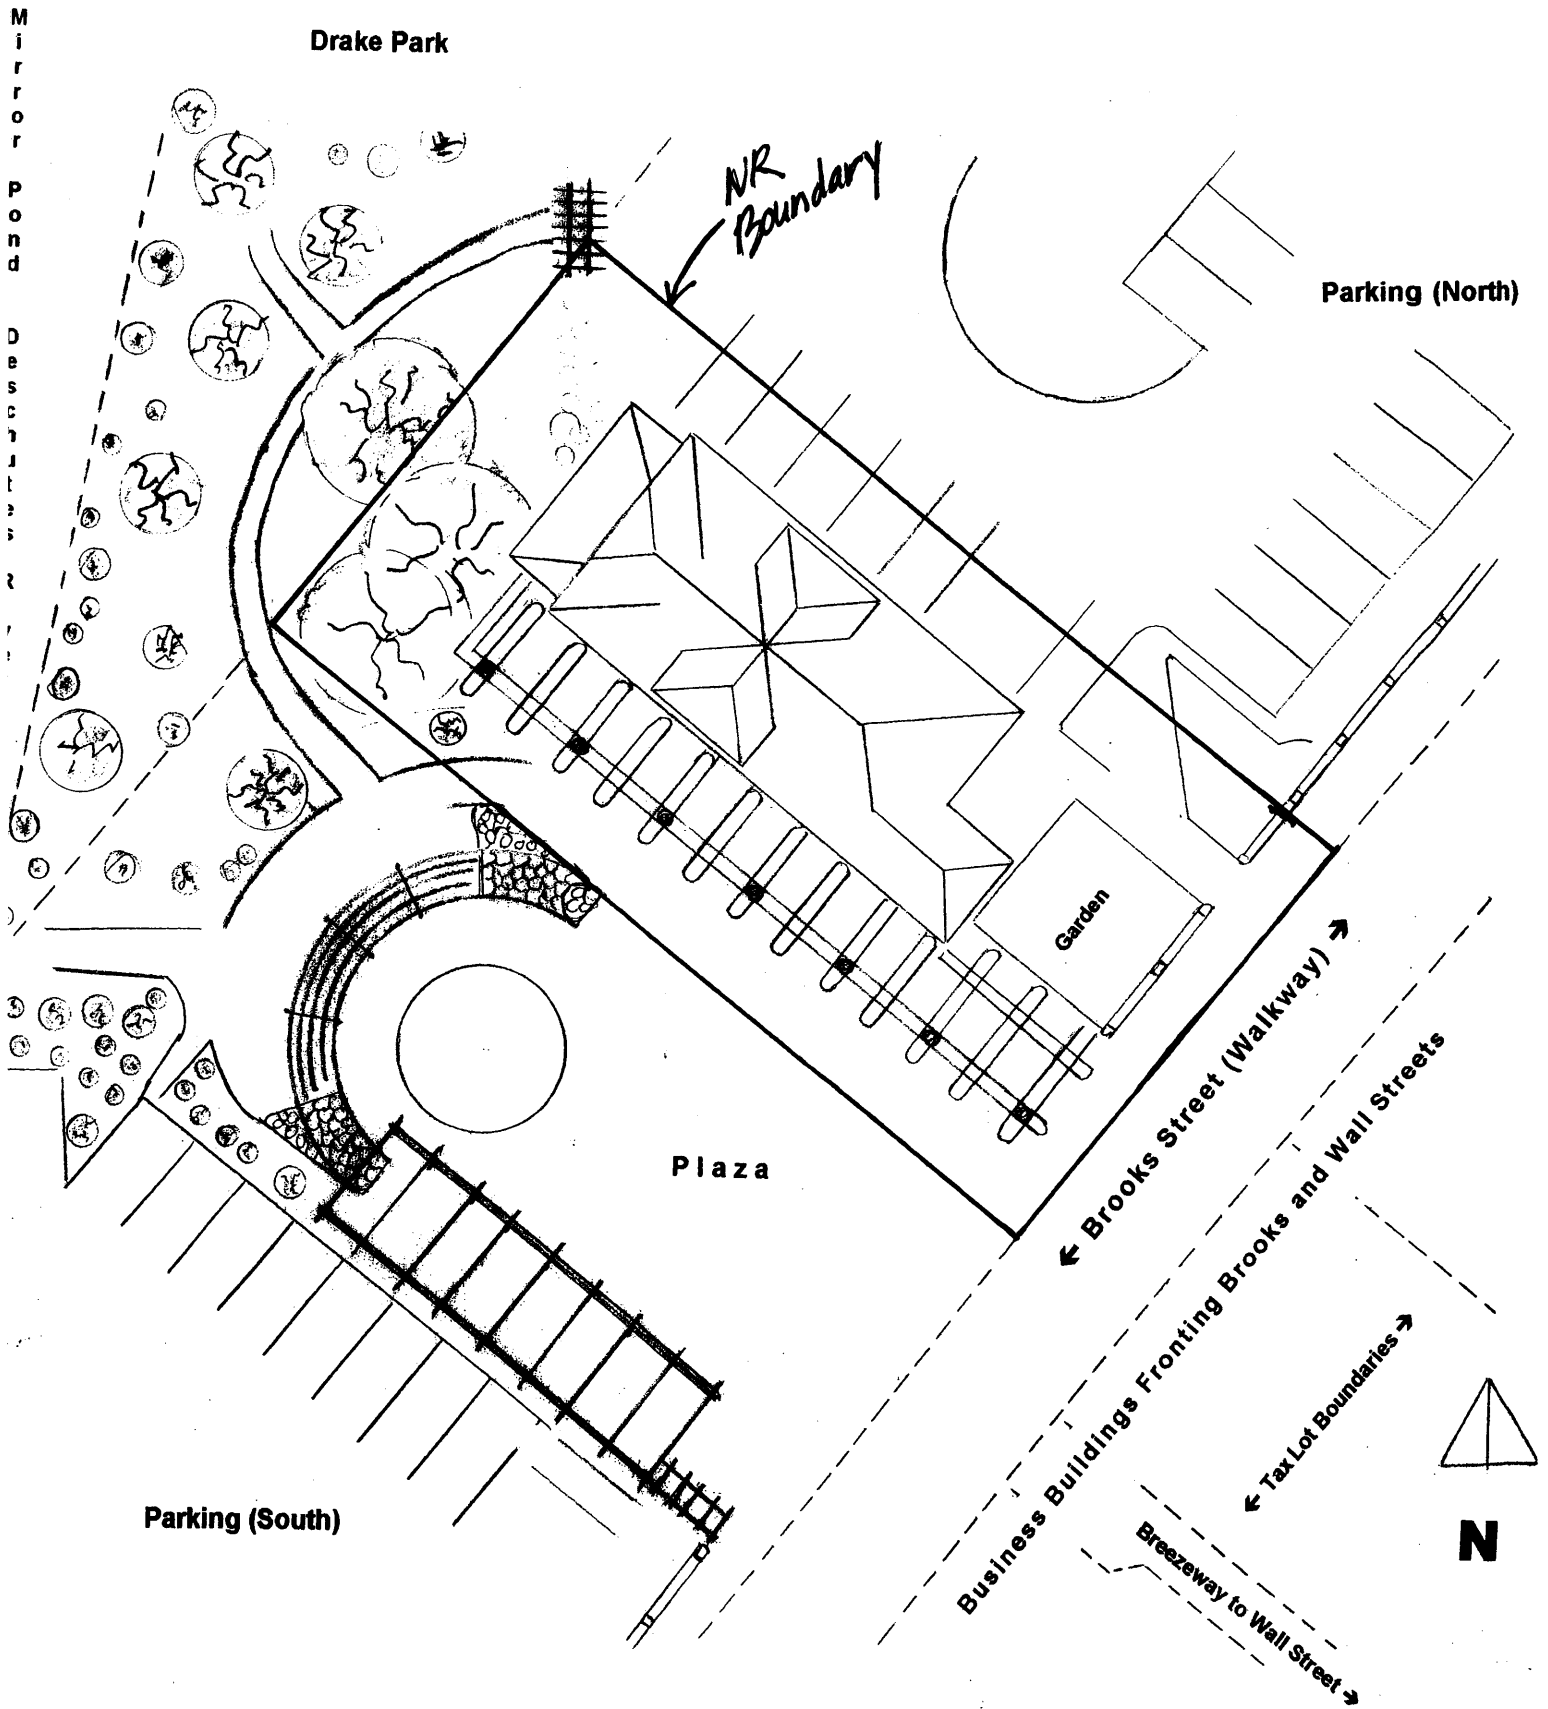 Mirror Pond Deschutes R
Drake Park
NR
Boundary
Parking (North)
Garden
← Brooks Street (Walkway) →
Plaza
Business Buildings Fronting Brooks and Wall Streets
← Tax Lot Boundaries →
Breezeway to Wall Street →
Parking (South)
N